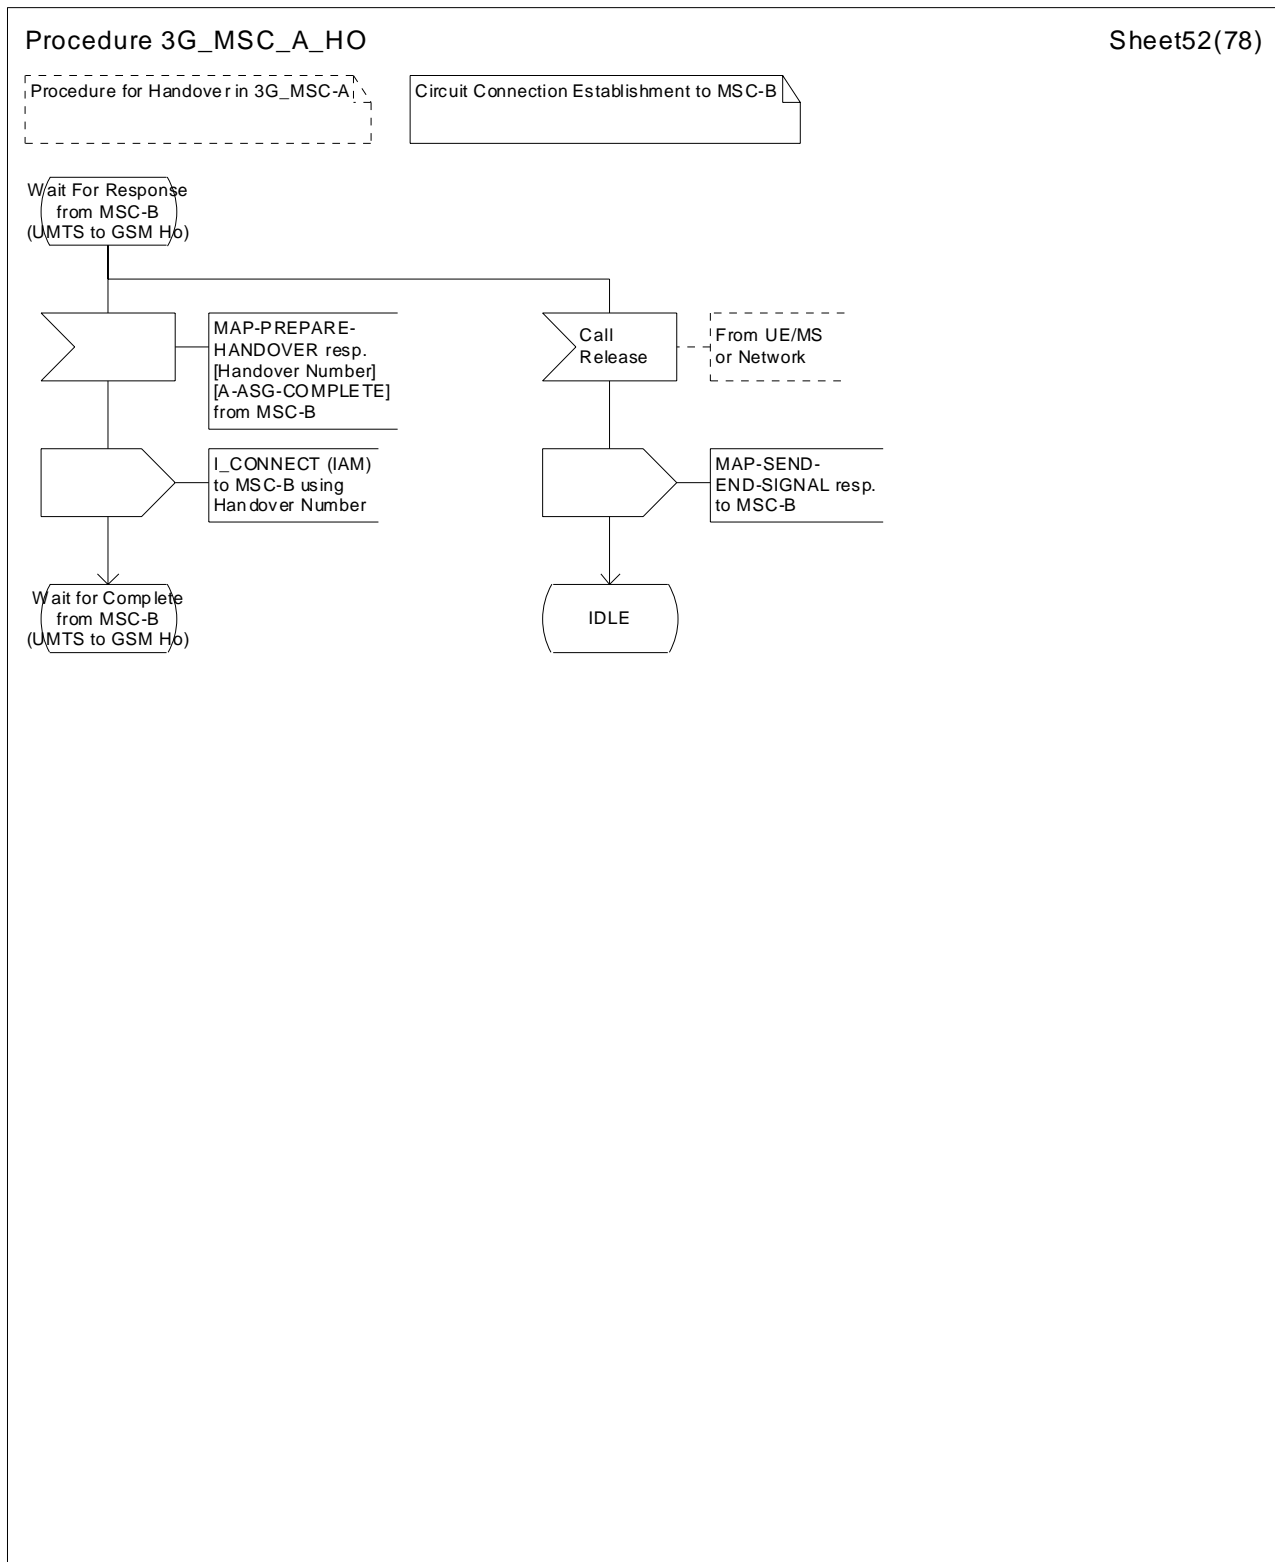 Procedure 3G_MSC_A_HO
Sheet52(78)
Procedure for Handover in 3G_MSC-A
Circuit Connection Establishment to MSC-B
Wait For Response
from MSC-B
(UMTS to GSM Ho)
MAP-PREPARE-
HANDOVER resp.
[Handover Number]
[A-ASG-COMPLETE]
from MSC-B
Call
Release
From UE/MS
or Network
I_CONNECT (IAM)
to MSC-B using
Handover Number
MAP-SEND-
END-SIGNAL resp.
to MSC-B
Wait for Complete
from MSC-B
(UMTS to GSM Ho)
IDLE